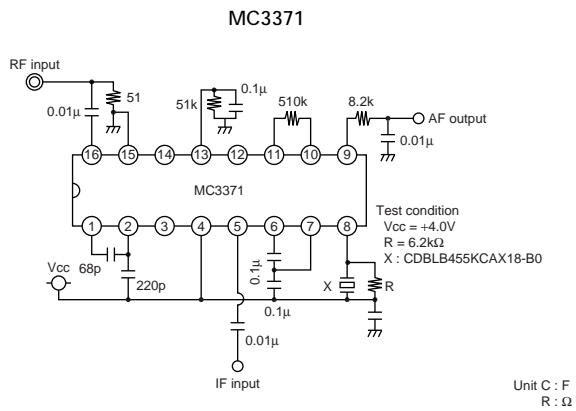 MC3371
RF input
0.01μ
51
51k
0.1μ
510k
8.2k
AF output
0.01μ
16 15 14 13 12 11 10 9
MC3371
1 2 3 4 5 6 7 8
Test condition
Vcc = +4.0V
R = 6.2kΩ
X : CDBLB455KCAX18-B0
68p
Vcc
220p
0.1μ
0.1μ
X
R
0.01μ
IF input
Unit C : F
R : Ω